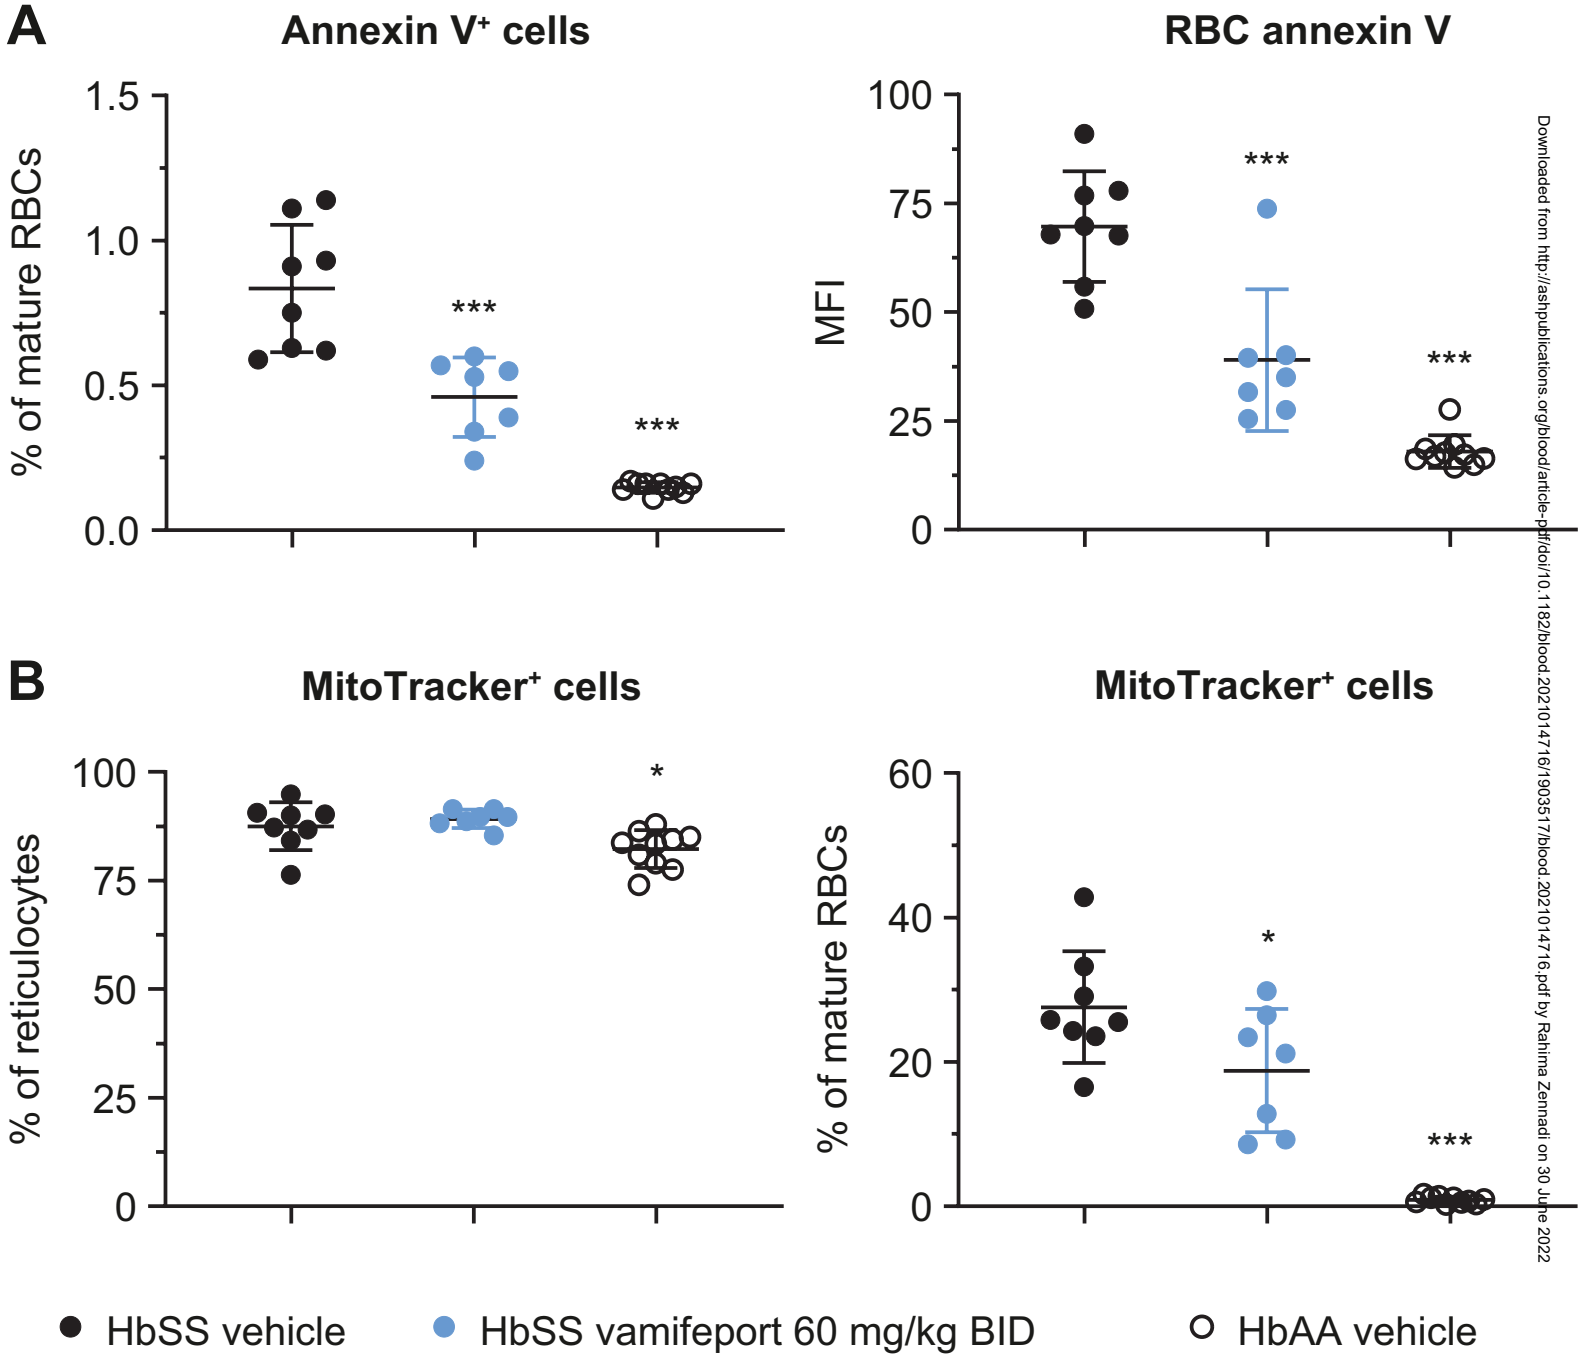 A
Annexin V⁺ cells
% of mature RBCs
1.5
1.0
0.5
0.0
***
***
RBC annexin V
MFI
100
75
50
25
0
***
***
B
MitoTracker⁺ cells
% of reticulocytes
100
75
50
25
0
*
MitoTracker⁺ cells
% of mature RBCs
60
40
20
0
*
***
HbSS vehicle
HbSS vamifeport 60 mg/kg BID
HbAA vehicle
Downloaded from http://ashpublications.org/blood/article-pdf/doi/10.1182/blood.2021014716/1903517/blood.2021014716.pdf by Rahima Zennadi on 30 June 2022